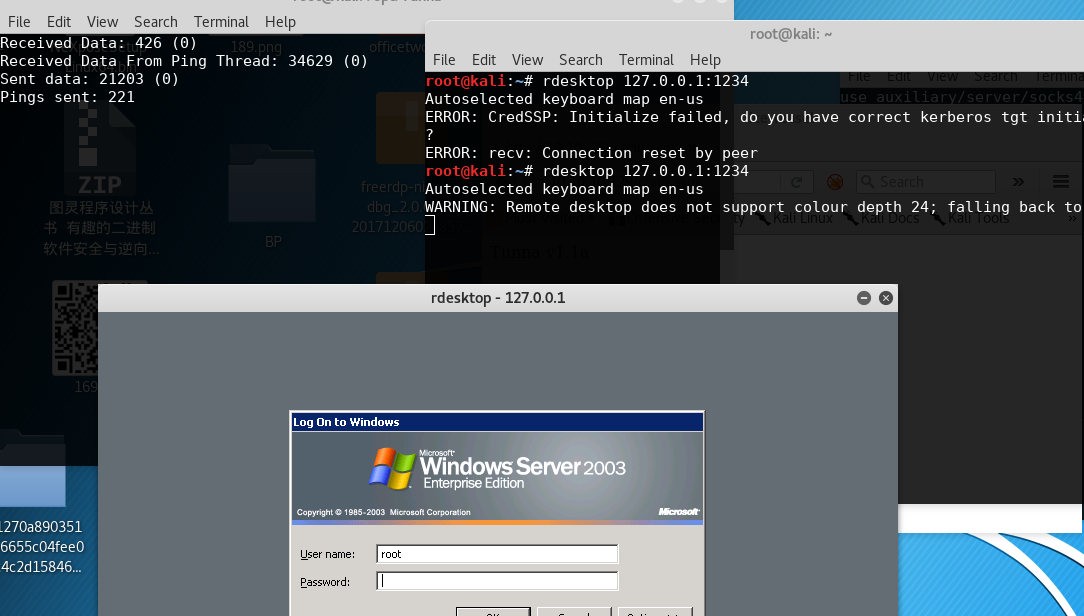 File Edit View Search Terminal Help
Received Data: 426 (0)
Received Data From Ping Thread: 34629 (0)
Sent data: 21203 (0)
Pings sent: 221
189.png
officetwo
ZIP
图灵程序设计丛
书 有趣的二进制
软件安全与逆向...
BP
freerdp-n
dbg_2.0.
201712060
169
1270a890351
6655c04fee0
4c2d15846...
root@kali: ~
File Edit View Search Terminal Help
root@kali:~# rdesktop 127.0.0.1:1234
Autoselected keyboard map en-us
ERROR: CredSSP: Initialize failed, do you have correct kerberos tgt initia
?
ERROR: recv: Connection reset by peer
root@kali:~# rdesktop 127.0.0.1:1234
Autoselected keyboard map en-us
WARNING: Remote desktop does not support colour depth 24; falling back to
File Edit View Search Termina
use auxiliary/server/socks4
Search
Kali Linux Kali Docs Kali Tools
Tunna v1.1a
rdesktop - 127.0.0.1
Log On to Windows
Microsoft
Windows Server 2003
Enterprise Edition
Copyright © 1985-2003 Microsoft Corporation
Microsoft
User name: root
Password: